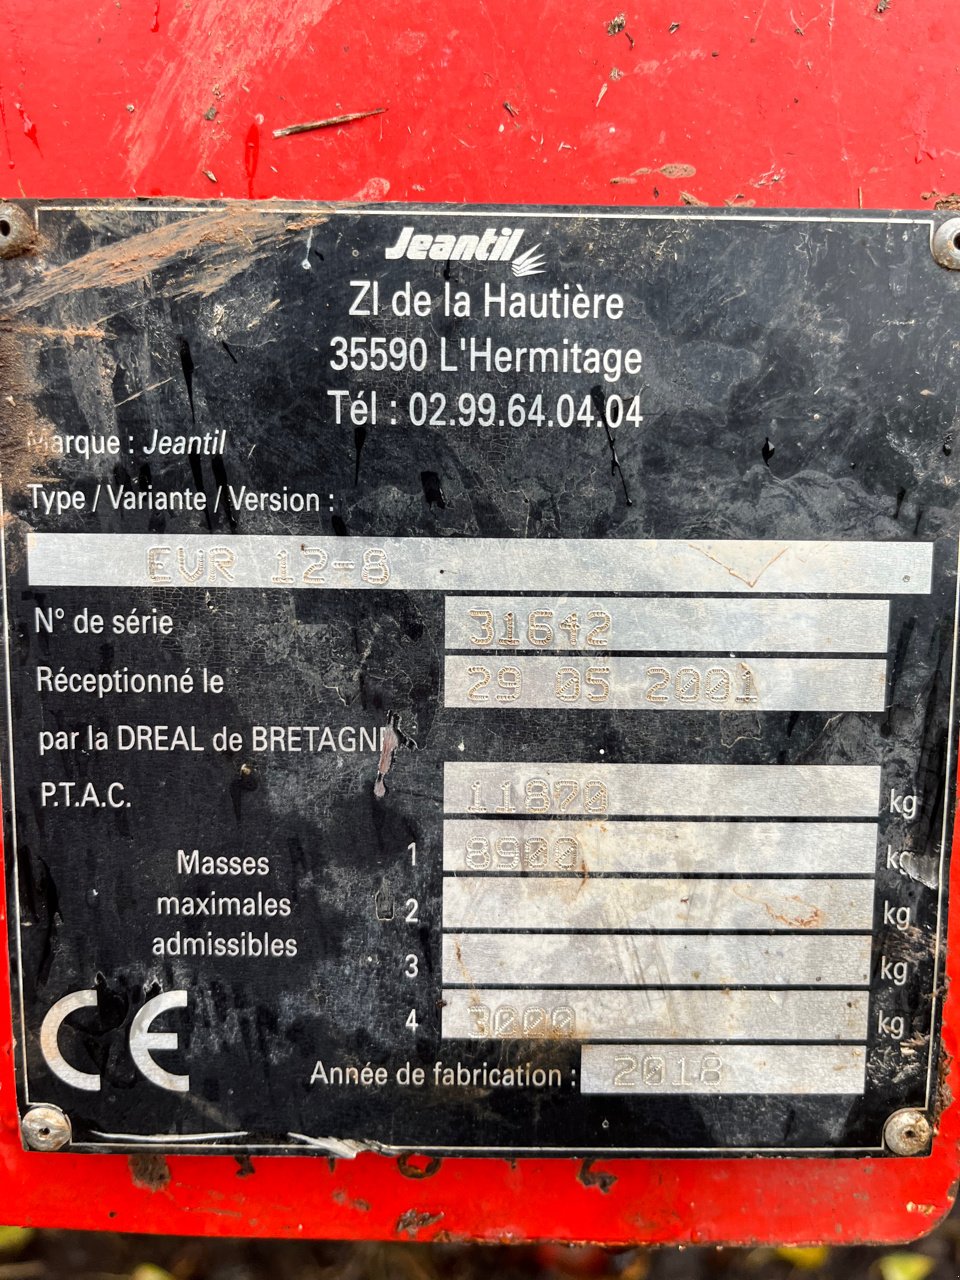 Jeantil
ZI de la Hautière
35590 L'Hermitage
Tél : 02.99.64.04.04
Marque : Jeantil
Type / Variante / Version :
EVR 12-8
N° de série 31642
Réceptionné le 29 05 2001
par la DREAL de BRETAGNE
P.T.A.C. 11870 kg
Masses maximales admissibles
1 8900 kg
2 kg
3 kg
4 3000 kg
CE
Année de fabrication : 2018